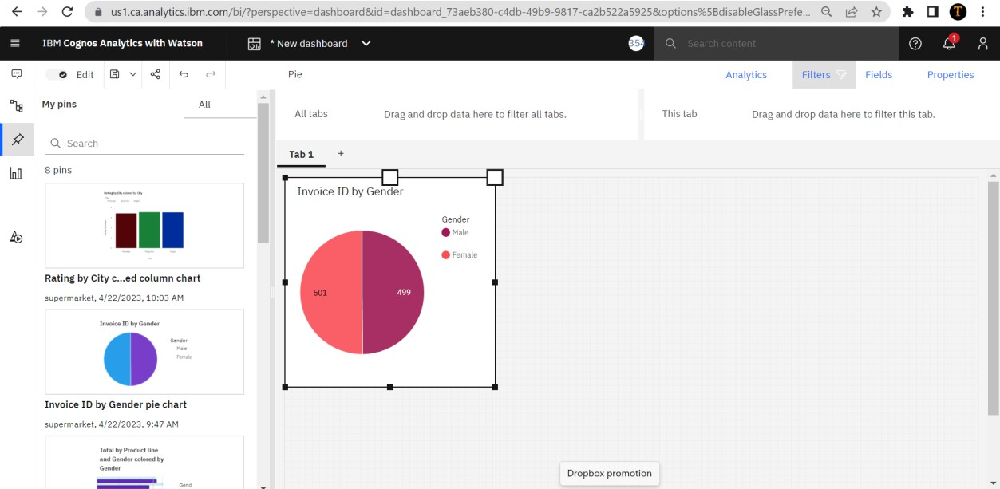 us1.ca.analytics.ibm.com/bi/?perspective=dashboard&id=dashboard_73aeb380-c4db-49b9-9817-ca2b522a5925&options%5BdisableGlassPrefe...
T
IBM Cognos Analytics with Watson
* New dashboard
354
Search content
1
Edit
Pie
Analytics
Filters
Fields
Properties
My pins
All
Search
8 pins
Rating by City colored by City
Rating by City c...ed column chart
supermarket, 4/22/2023, 10:03 AM
Invoice ID by Gender
Gender
Male
Female
Invoice ID by Gender pie chart
supermarket, 4/22/2023, 9:47 AM
Total by Product line
and Gender colored by
Gender
Gend
All tabs
Drag and drop data here to filter all tabs.
This tab
Drag and drop data here to filter this tab.
Tab 1
+
Invoice ID by Gender
Gender
Male
Female
501
499
Dropbox promotion